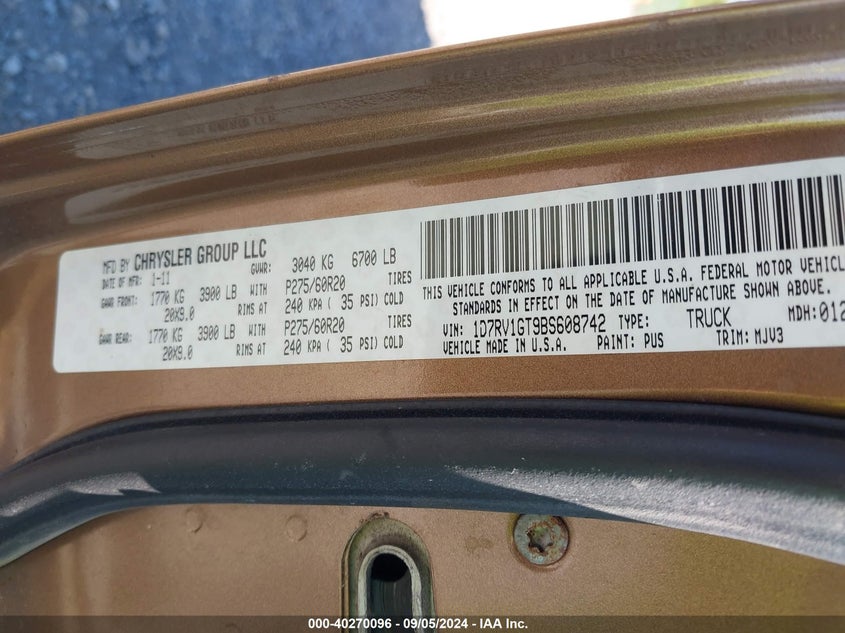 MFD BY CHRYSLER GROUP LLC
DATE OF MFR: 1-11 GVWR: 3040 KG 6700 LB
GAWR FRONT: 1770 KG 3900 LB WITH P275/60R20 TIRES
20X9.0 RIMS AT 240 KPA ( 35 PSI) COLD
GAWR REAR: 1770 KG 3900 LB WITH P275/60R20 TIRES
20X9.0 RIMS AT 240 KPA ( 35 PSI) COLD
THIS VEHICLE CONFORMS TO ALL APPLICABLE U.S.A. FEDERAL MOTOR VEHICL
STANDARDS IN EFFECT ON THE DATE OF MANUFACTURE SHOWN ABOVE.
VIN: 1D7RV1GT9BS608742 TYPE: TRUCK MDH:012
VEHICLE MADE IN U.S.A. PAINT: PUS TRIM: MJV3
000-40270096 - 09/05/2024 - IAA Inc.